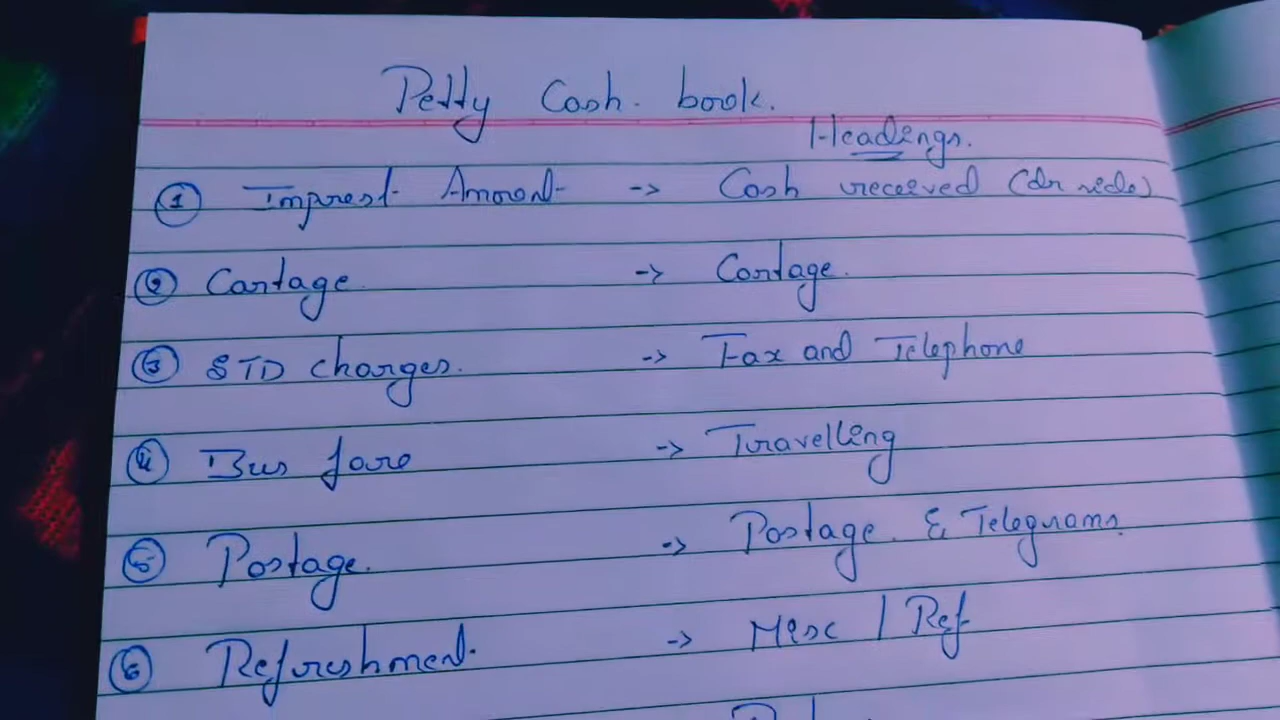 Petty Cash book.
Headings.
① Imprest Amount -> Cash received (dr side)
② Cartage. -> Cartage.
③ STD charges. -> Fax and Telephone
④ Bus fare -> Travelling
⑤ Postage. -> Postage & Telegrams.
⑥ Refreshment. -> Misc / Ref